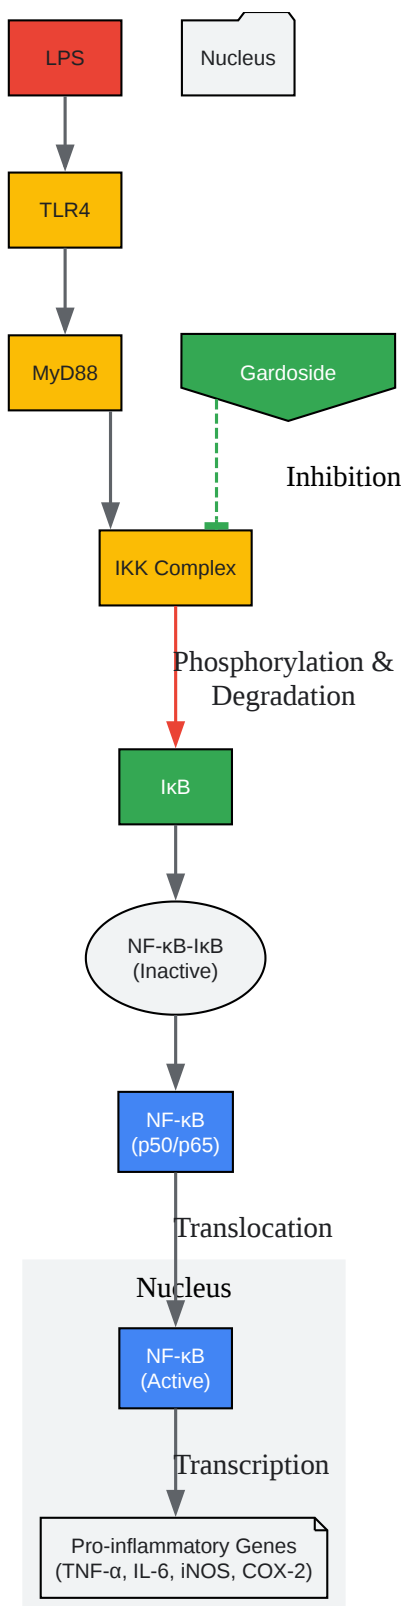 LPS
Nucleus
TLR4
MyD88
Gardoside
Inhibition
IKK Complex
Phosphorylation &
Degradation
IκB
NF-κB-IκB
(Inactive)
NF-κB
(p50/p65)
Translocation
Nucleus
NF-κB
(Active)
Transcription
Pro-inflammatory Genes
(TNF-α, IL-6, iNOS, COX-2)